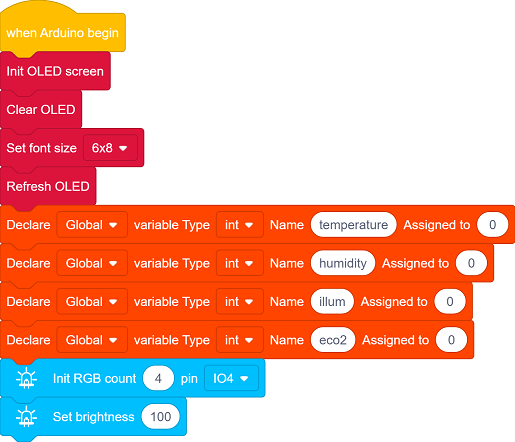 when Arduino begin
Init OLED screen
Clear OLED
Set font size 6x8
Refresh OLED
Declare Global variable Type int Name temperature Assigned to 0
Declare Global variable Type int Name humidity Assigned to 0
Declare Global variable Type int Name illum Assigned to 0
Declare Global variable Type int Name eco2 Assigned to 0
Init RGB count 4 pin IO4
Set brightness 100